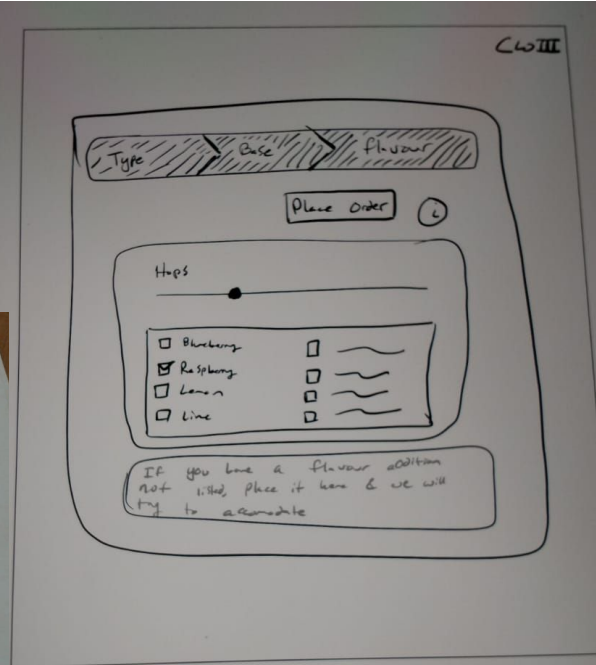 CWIII
Type Base flavour
Place Order i
Hops
Blueberry
Raspberry
Lemon
Lime
If you have a flavour addition
not listed, place it here & we will
try to accomodate